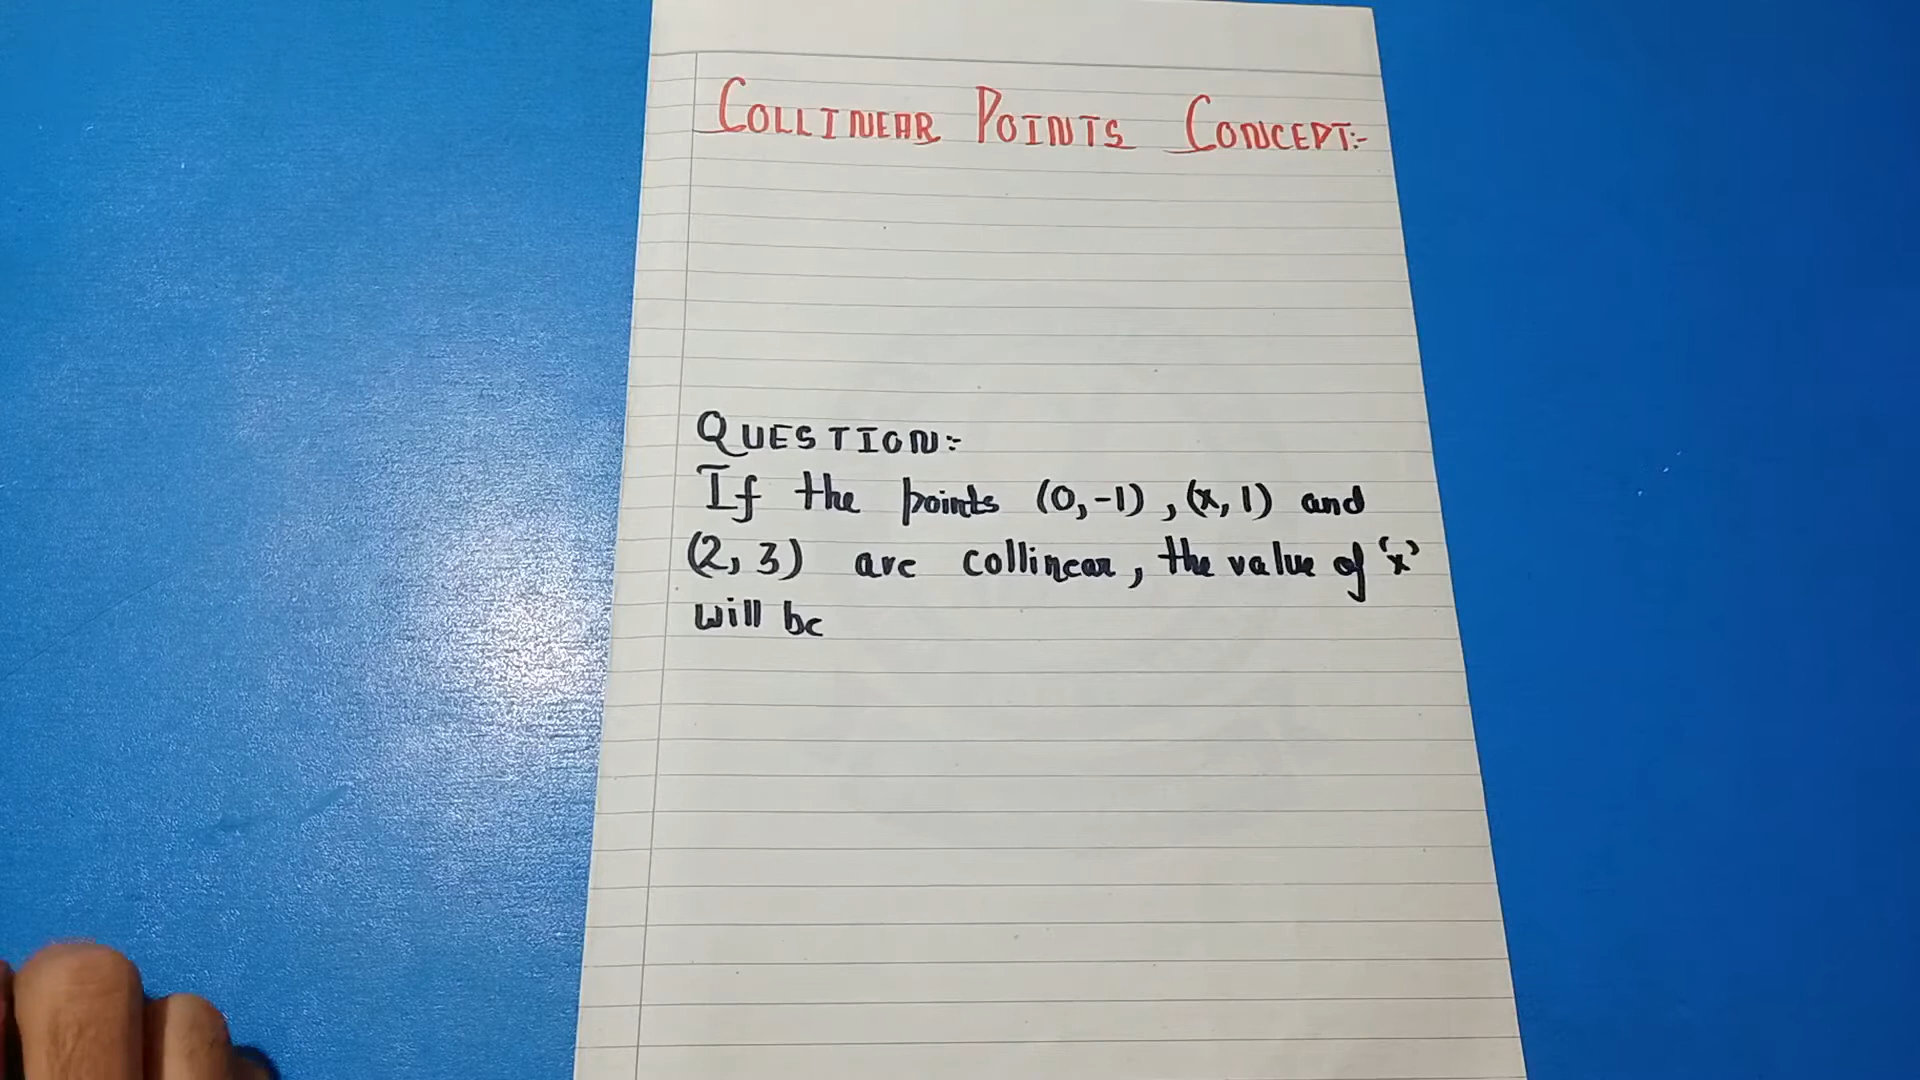 COLLINEAR POINTS CONCEPT:-
QUESTION:-
If the points (0,-1), (x, 1) and
(2, 3) are collinear, the value of 'x'
will be